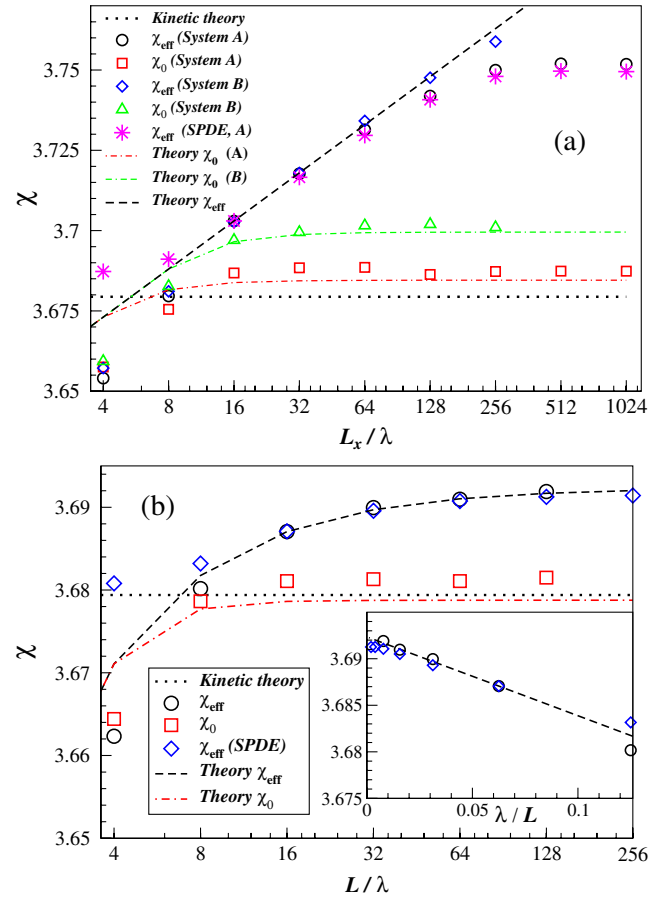 Kinetic theory
χeff (System A)
χ0 (System A)
χeff (System B)
χ0 (System B)
χeff (SPDE, A)
Theory χ0 (A)
Theory χ0 (B)
Theory χeff
(a)
χ
3.75
3.725
3.7
3.675
3.65
4 8 16 32 64 128 256 512 1024
Lx / λ
(b)
χ
3.69
3.68
3.67
3.66
3.65
Kinetic theory
χeff
χ0
χeff (SPDE)
Theory χeff
Theory χ0
3.69
3.685
3.68
3.675
0 0.05 0.1
λ / L
4 8 16 32 64 128 256
L / λ